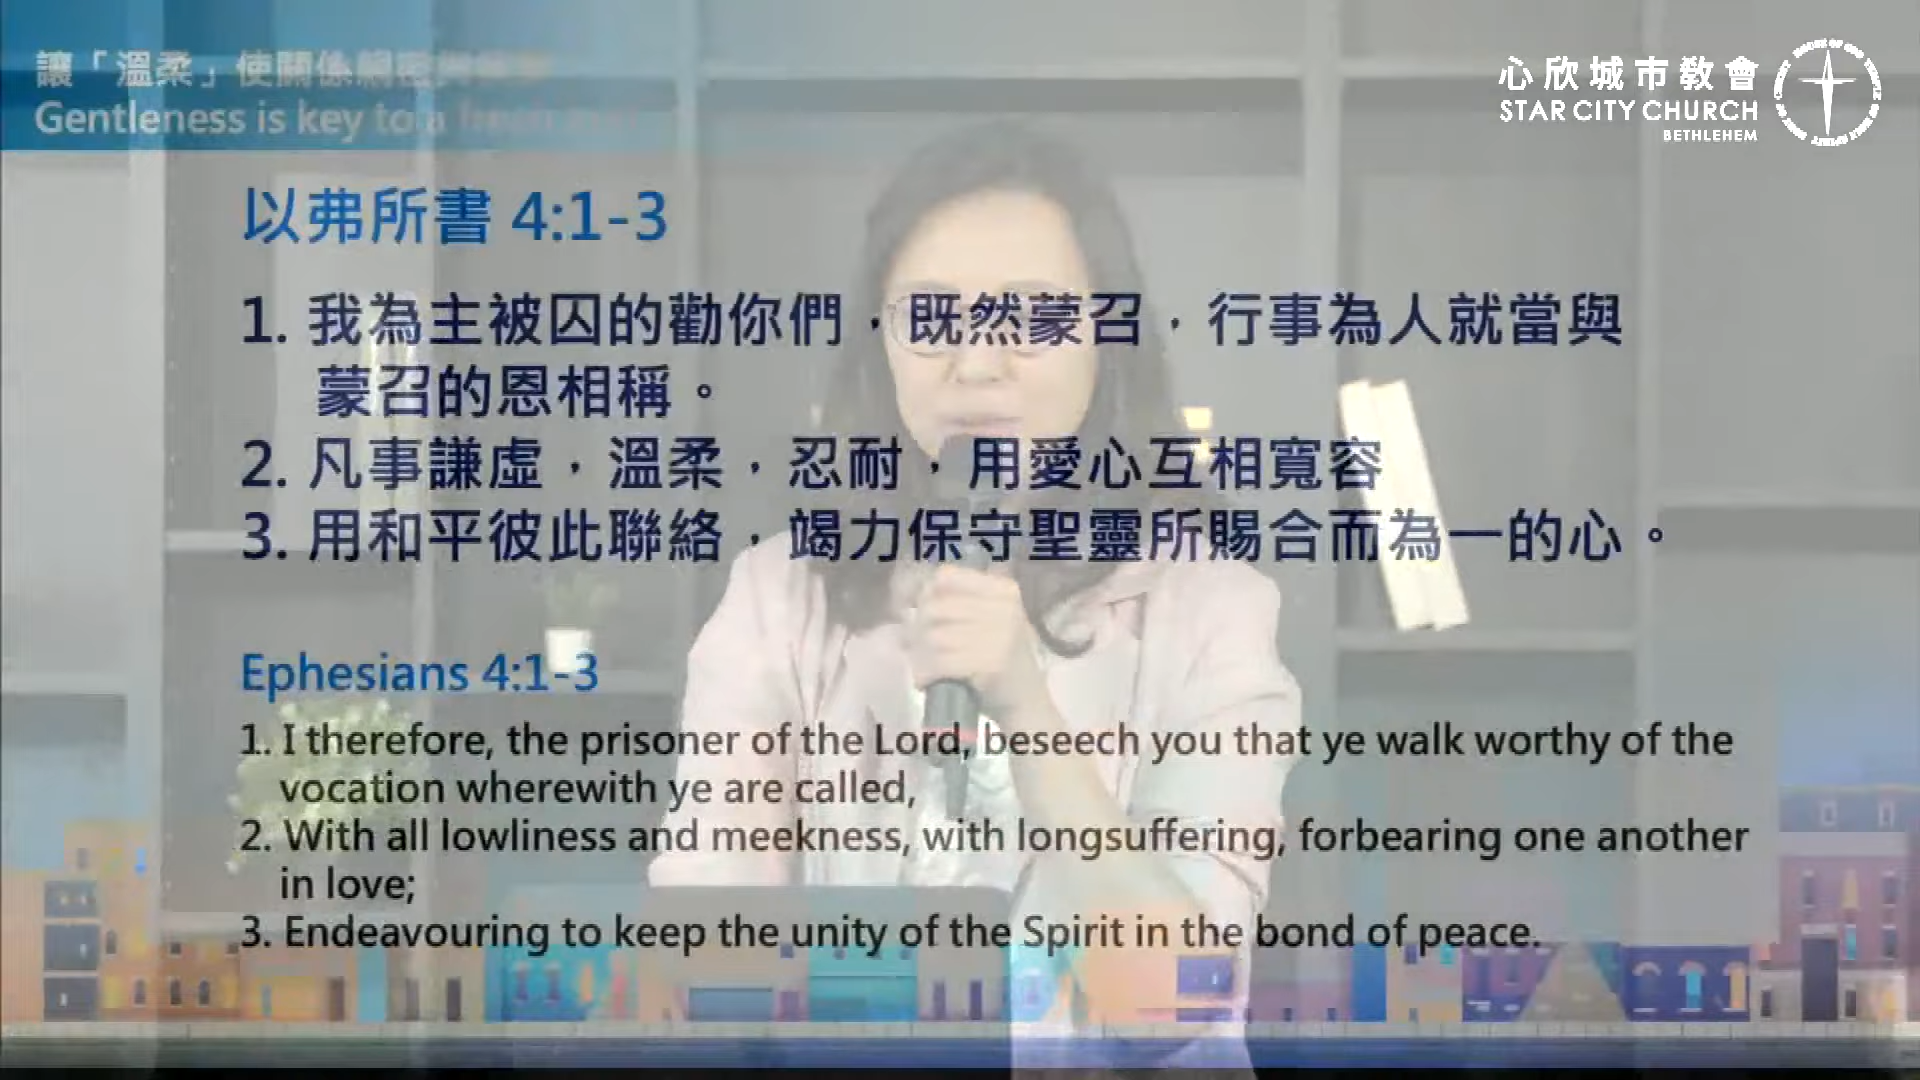 讓「溫柔」使關係
Gentleness is key to a
心欣城市教會
STAR CITY CHURCH
BETHLEHEM
以弗所書 4:1-3
1. 我為主被囚的勸你們，既然蒙召，行事為人就當與
蒙召的恩相稱。
2. 凡事謙虛，溫柔，忍耐，用愛心互相寬容
3. 用和平彼此聯絡，竭力保守聖靈所賜合而為一的心。
Ephesians 4:1-3
1. I therefore, the prisoner of the Lord, beseech you that ye walk worthy of the
vocation wherewith ye are called,
2. With all lowliness and meekness, with longsuffering, forbearing one another
in love;
3. Endeavouring to keep the unity of the Spirit in the bond of peace.